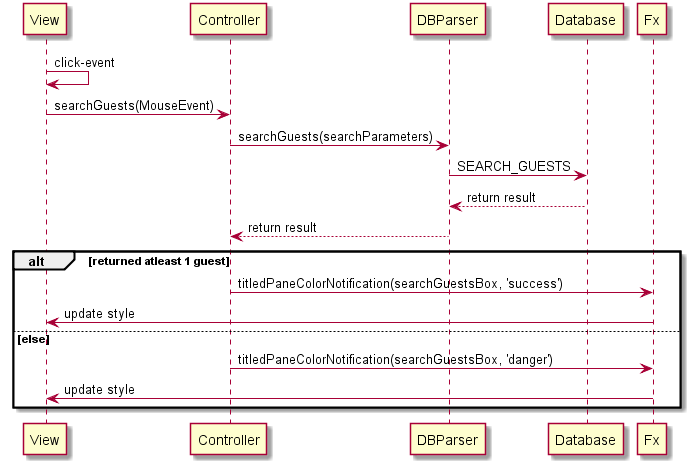 View Controller DBParser Database Fx
click-event
searchGuests(MouseEvent)
searchGuests(searchParameters)
SEARCH_GUESTS
return result
return result
alt [returned atleast 1 guest]
titledPaneColorNotification(searchGuestsBox, 'success')
update style
[else]
titledPaneColorNotification(searchGuestsBox, 'danger')
update style
View Controller DBParser Database Fx